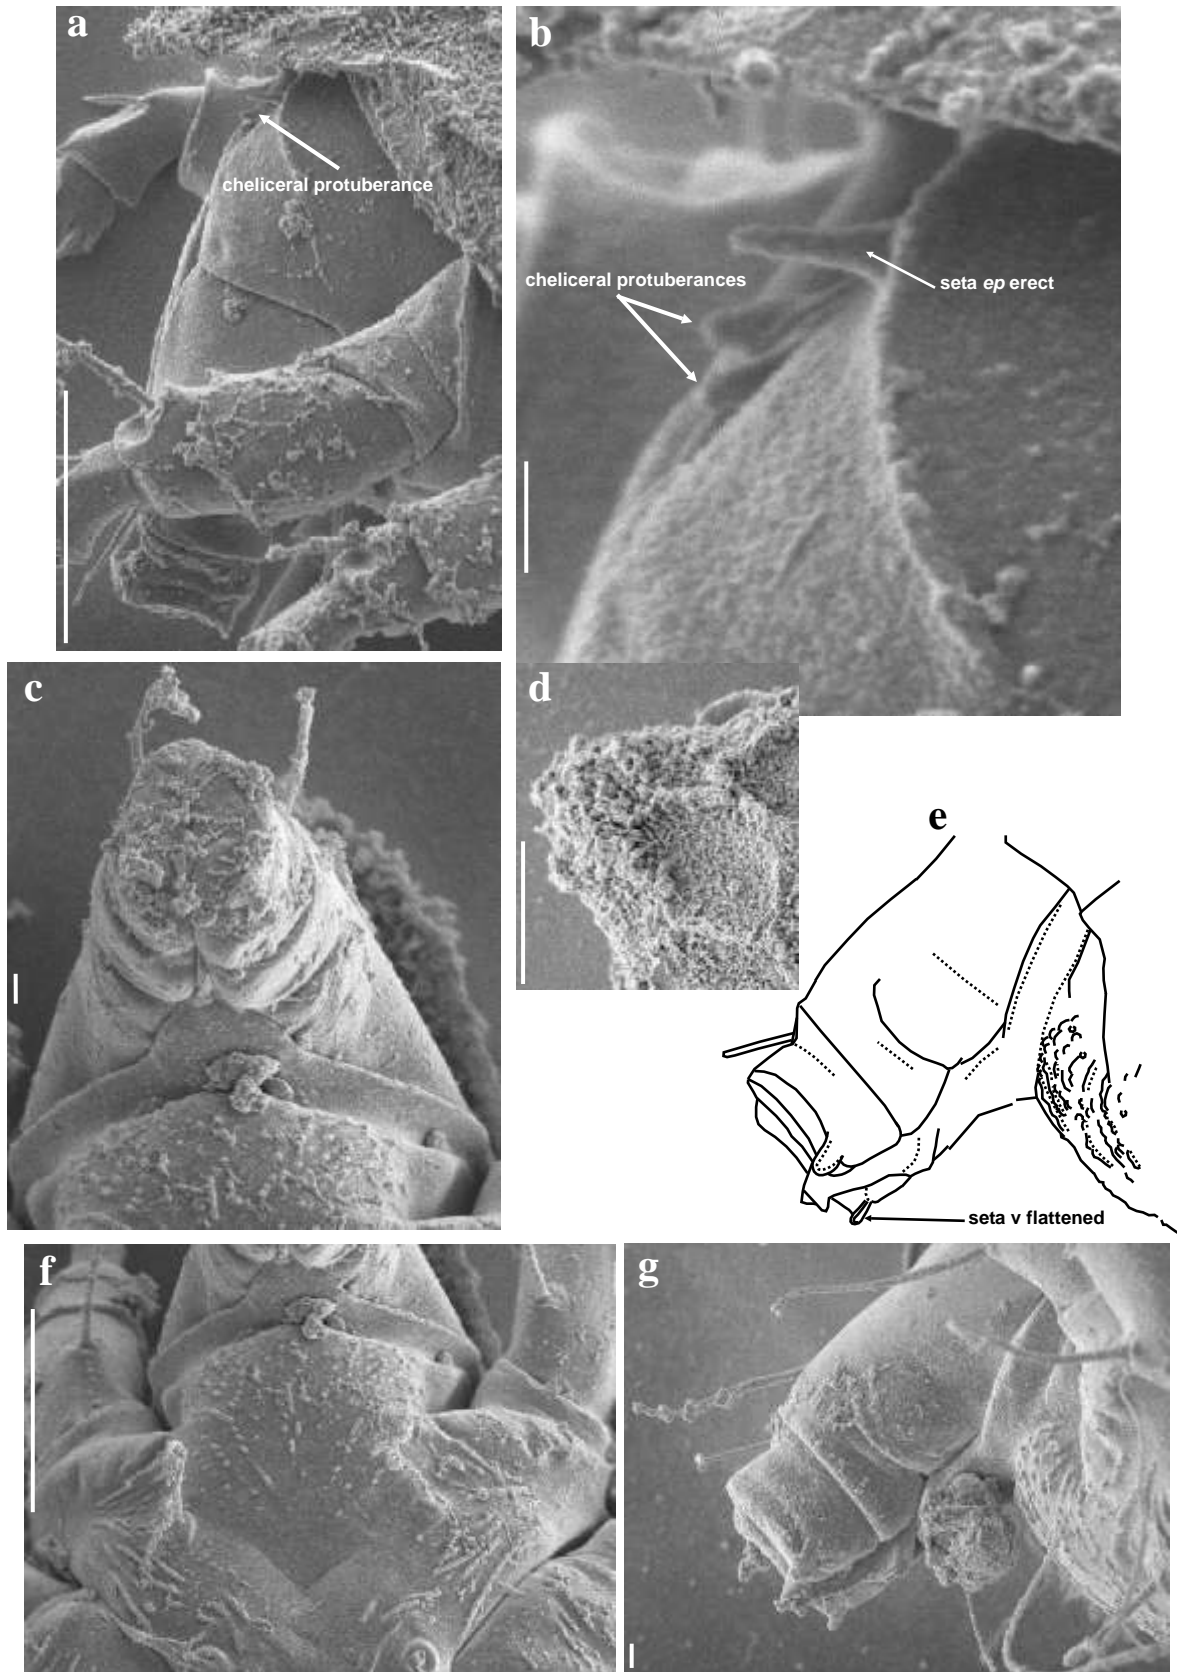 a
cheliceral protuberance
b
cheliceral protuberances
seta ep erect
c
d
e
seta v flattened
f
g